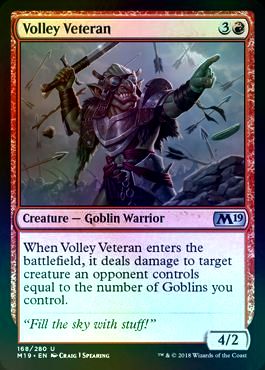 Volley Veteran 3
Creature — Goblin Warrior M19
When Volley Veteran enters the
battlefield, it deals damage to target
creature an opponent controls
equal to the number of Goblins you
control.
"Fill the sky with stuff!"
4/2
168/280 U
M19 • EN CRAIG J SPEARING ™ & © 2018 Wizards of the Coast